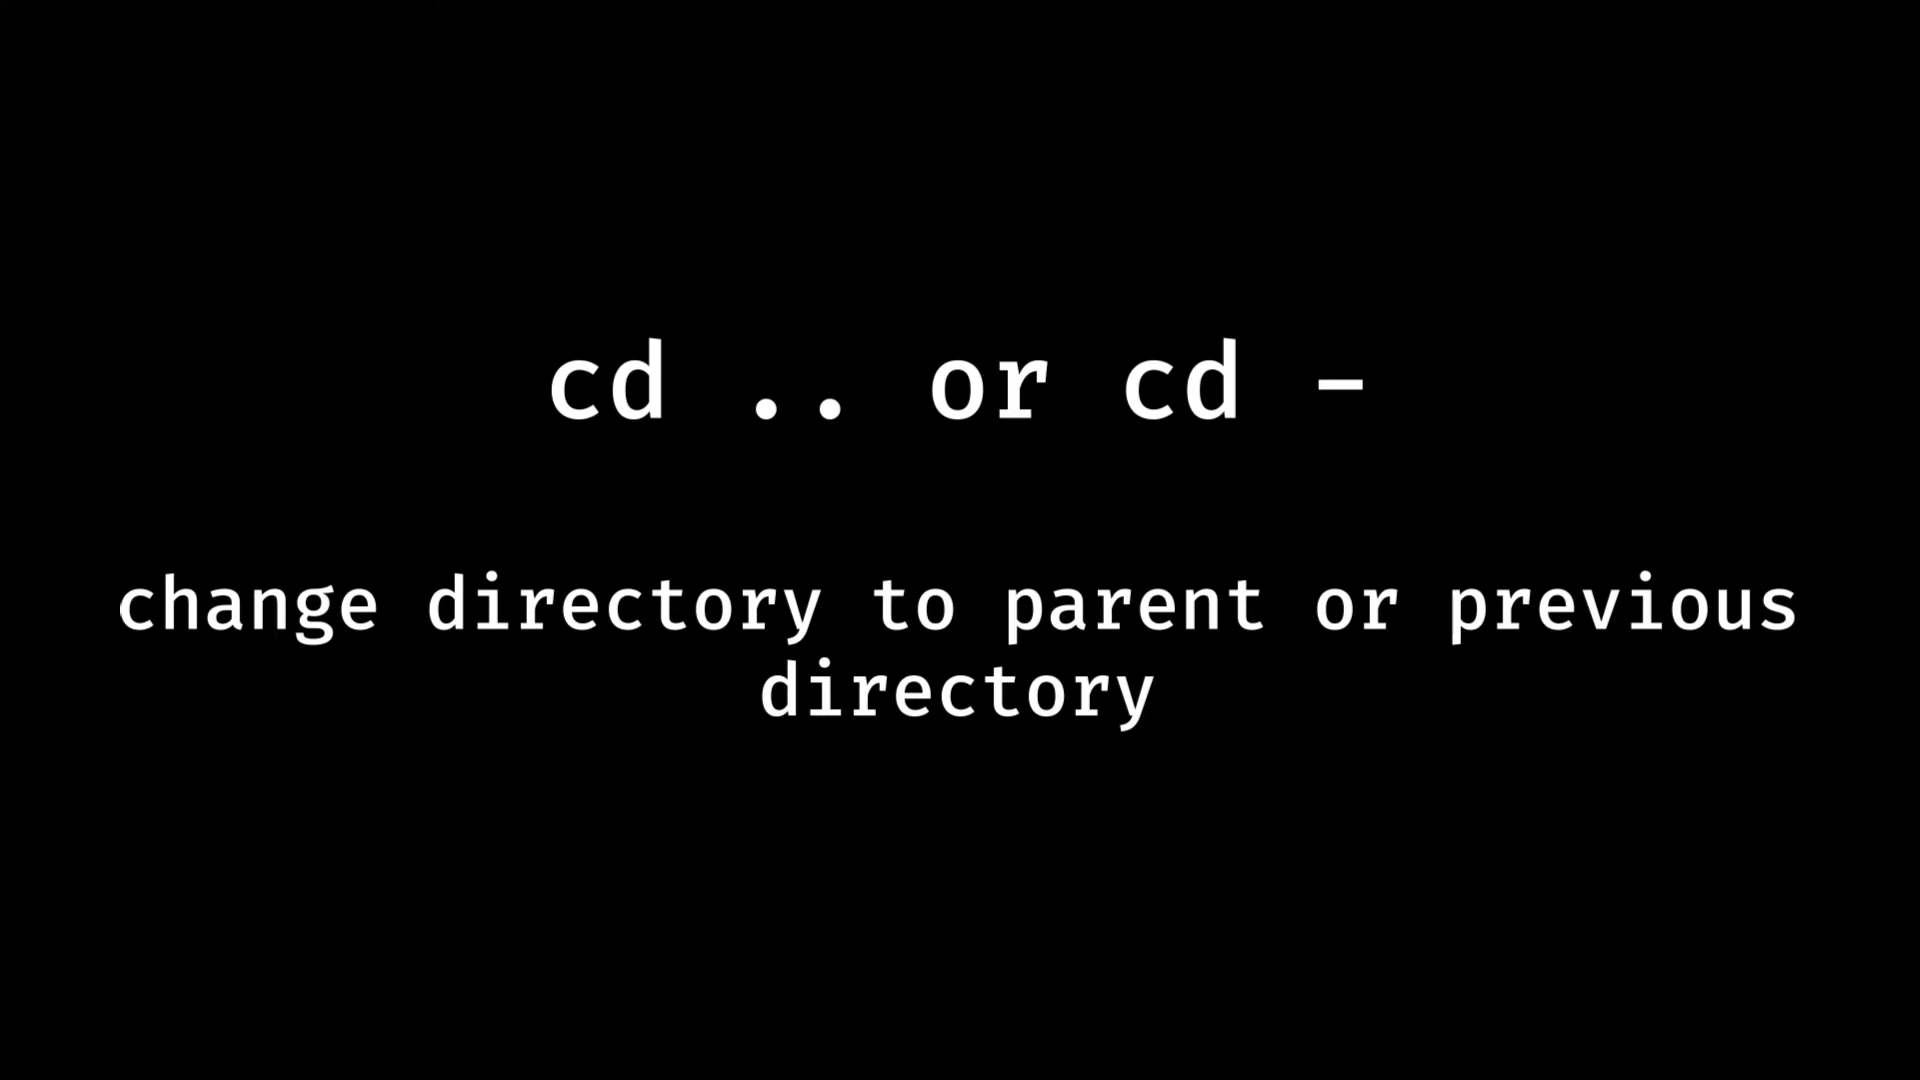 cd .. or cd -
change directory to parent or previous
directory